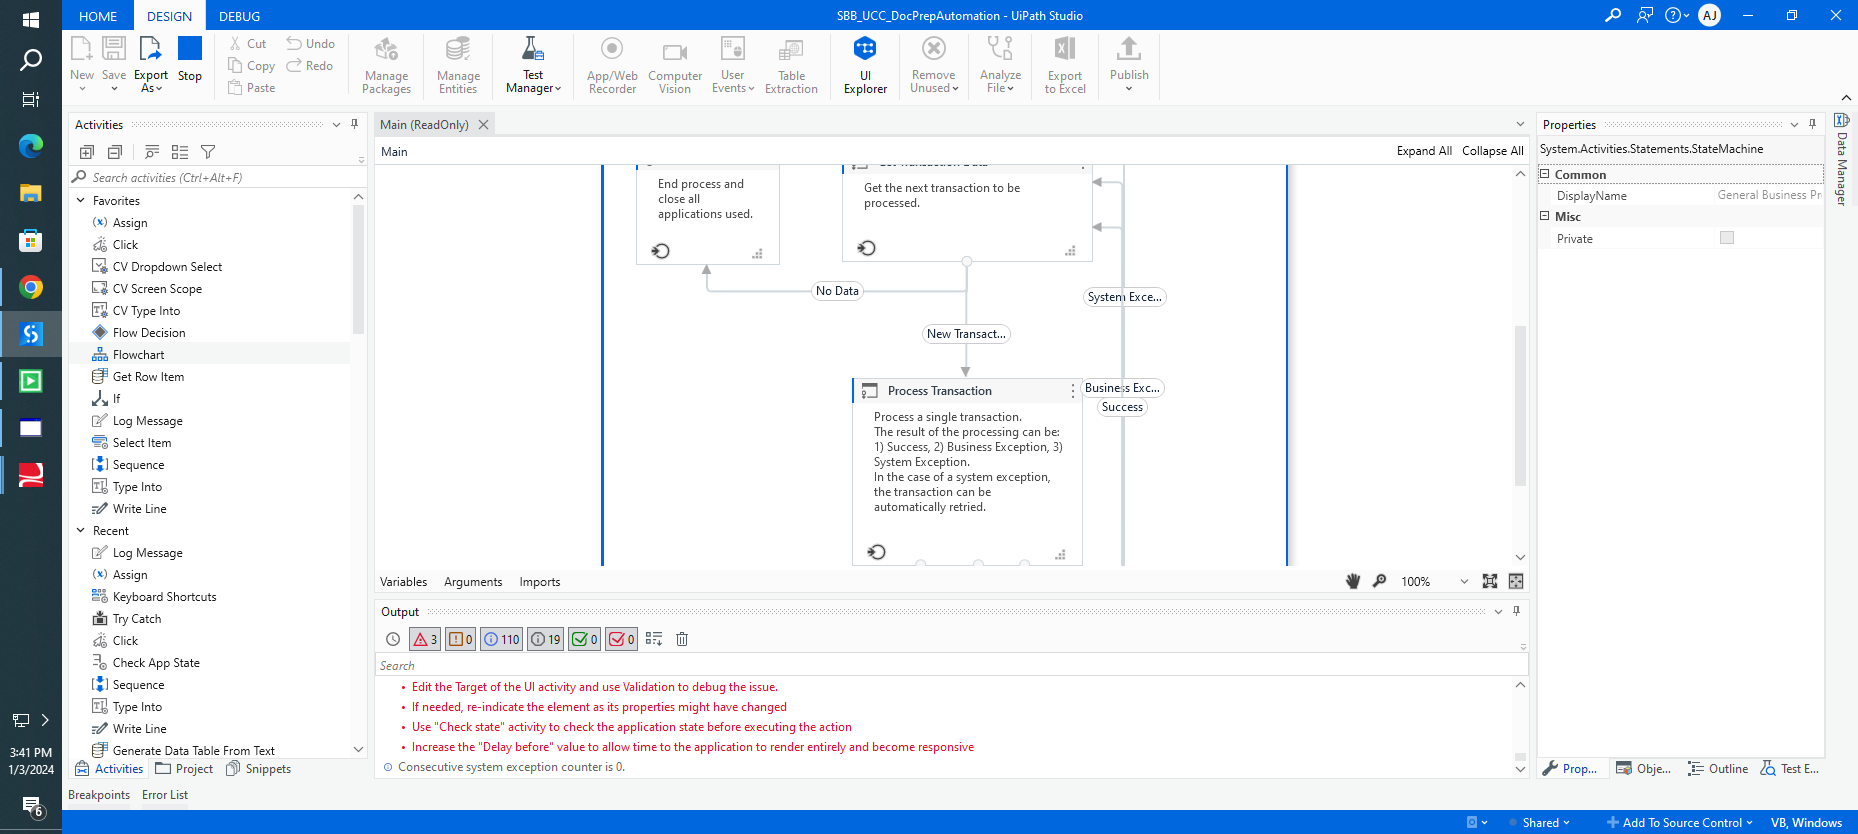 HOME
DESIGN
DEBUG
SBB_UCC_DocPrepAutomation - UiPath Studio
AJ
New
Save
Export As
Stop
Cut
Copy
Paste
Undo
Redo
Manage Packages
Manage Entities
Test Manager
App/Web Recorder
Computer Vision
User Events
Table Extraction
UI Explorer
Remove Unused
Analyze File
Export to Excel
Publish
Activities
Search activities (Ctrl+Alt+F)
Favorites
Assign
Click
CV Dropdown Select
CV Screen Scope
CV Type Into
Flow Decision
Flowchart
Get Row Item
If
Log Message
Select Item
Sequence
Type Into
Write Line
Recent
Log Message
Assign
Keyboard Shortcuts
Try Catch
Click
Check App State
Sequence
Type Into
Write Line
Generate Data Table From Text
Activities
Project
Snippets
Breakpoints
Error List
Main (ReadOnly)
Main
Expand All
Collapse All
End process and
close all
applications used.
Get the next transaction to be
processed.
No Data
System Exce...
New Transact...
Process Transaction
Business Exc...
Success
Process a single transaction.
The result of the processing can be:
1) Success, 2) Business Exception, 3)
System Exception.
In the case of a system exception,
the transaction can be
automatically retried.
Variables
Arguments
Imports
100%
Output
3
0
110
19
0
0
Search
• Edit the Target of the UI activity and use Validation to debug the issue.
• If needed, re-indicate the element as its properties might have changed
• Use "Check state" activity to check the application state before executing the action
• Increase the "Delay before" value to allow time to the application to render entirely and become responsive
Consecutive system exception counter is 0.
Properties
System.Activities.Statements.StateMachine
Common
DisplayName
General Business Pr
Misc
Private
Prop...
Obje...
Outline
Test E...
Data Manager
3:41 PM
1/3/2024
6
Shared
Add To Source Control
VB, Windows